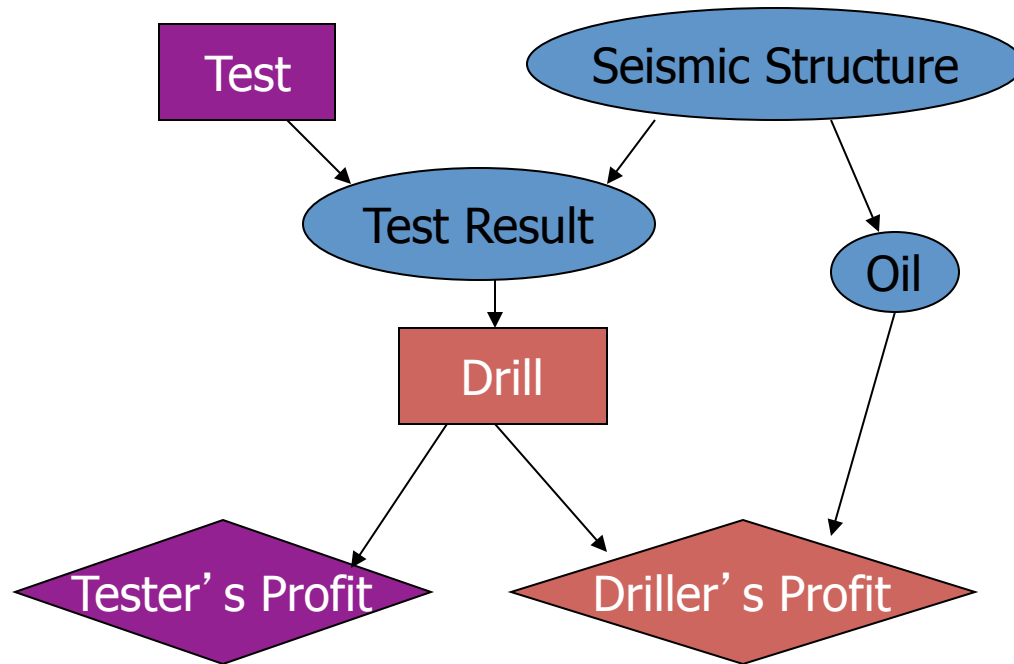 Test
Seismic Structure
Test Result
Oil
Drill
Tester’s Profit
Driller’s Profit